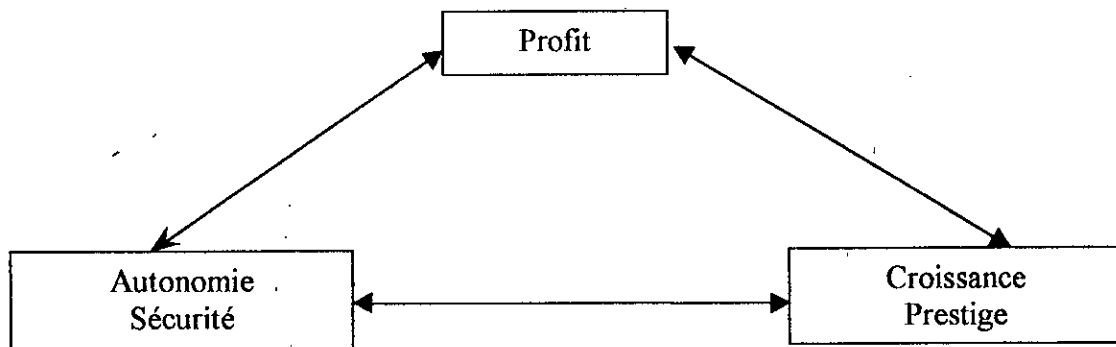 Profit
Autonomie
Sécurité
Croissance
Prestige